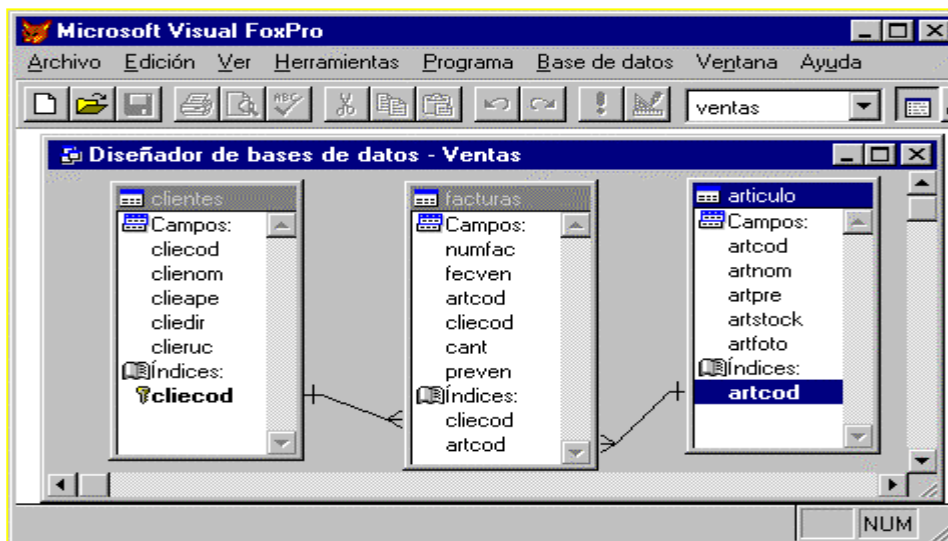 Microsoft Visual FoxPro
Archivo Edición Ver Herramientas Programa Base de datos Ventana Ayuda
ABC
ventas
Diseñador de bases de datos - Ventas
clientes
Campos:
cliecod
clienom
clieape
cliedir
clieruc
Índices:
cliecod
facturas
Campos:
numfac
fecven
artcod
cliecod
cant
preven
Índices:
cliecod
artcod
articulo
Campos:
artcod
artnom
artpre
artstock
artfoto
Índices:
artcod
NUM